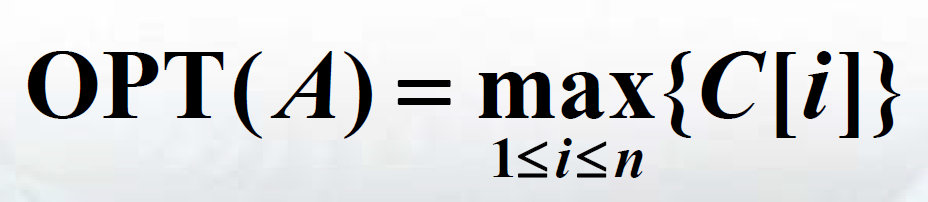 OPT(A) = max{C[i]}
1≤i≤n